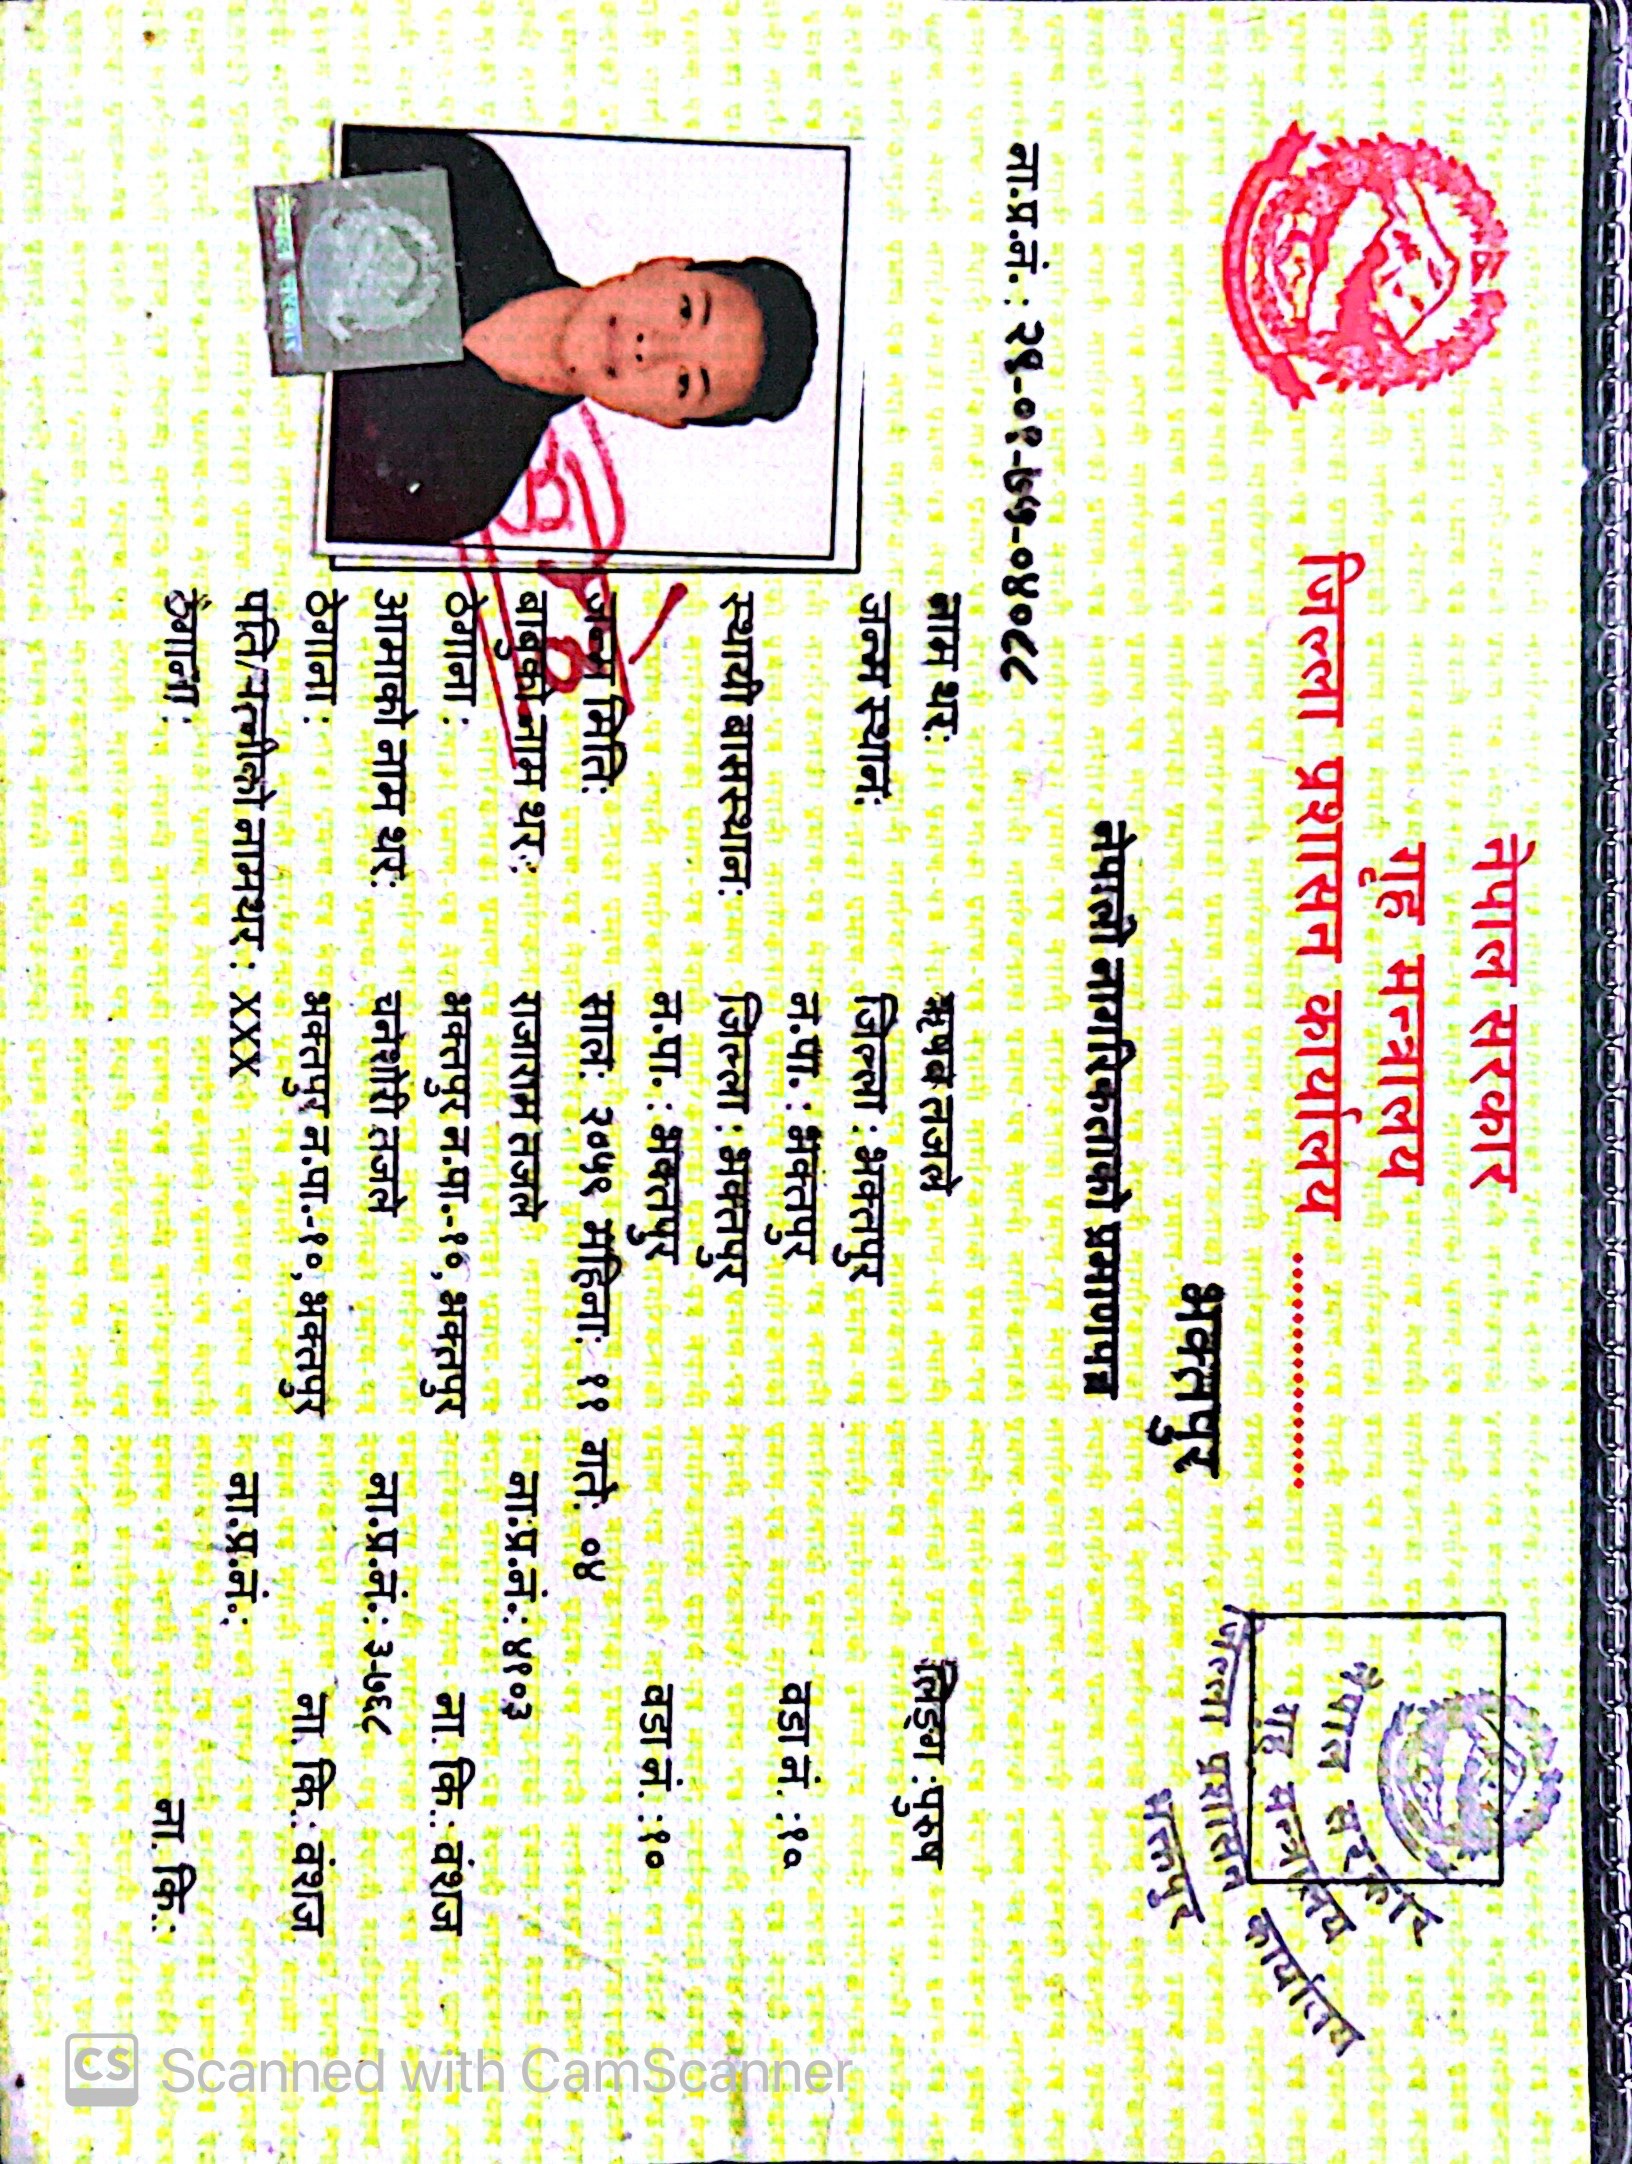 नेपाल सरकार
गृह मन्त्रालय
जिल्ला प्रशासन कार्यालय ................
भक्तपुर
नेपाल सरकार
गृह मन्त्रालय
जिल्ला प्रशासन कार्यालय
भक्तपुर
नेपाली नागरिकताको प्रमाणपत्र
ना.प्र.नं. : २९-०१-७५-०४०८८
नाम थर: ऋषब तजले लिङ्ग :पुरुष
जन्म स्थान: जिल्ला : भक्तपुर
न.पा. : भक्तपुर वडा नं. :१०
स्थायी बासस्थान: जिल्ला : भक्तपुर
न.पा. : भक्तपुर वडा नं. :१०
जन्म मिति: साल: २०५९ महिना: ११ गते: ०४
बाबुको नाम थर : राजाराम तजले ना.प्र.नं.: ४१०३
ठेगाना : भक्तपुर न.पा.-१०, भक्तपुर ना. कि.: वंशज
आमाको नाम थर: चनेशोरी तजले ना.प्र.नं.: ३-७६८
ठेगाना : भक्तपुर न.पा.-१०, भक्तपुर ना. कि.: वंशज
पति/पत्नीको नामथर : XXX ना.प्र.नं.:
ठेगाना : ना. कि.:
नेपाल सरकार
CS Scanned with CamScanner